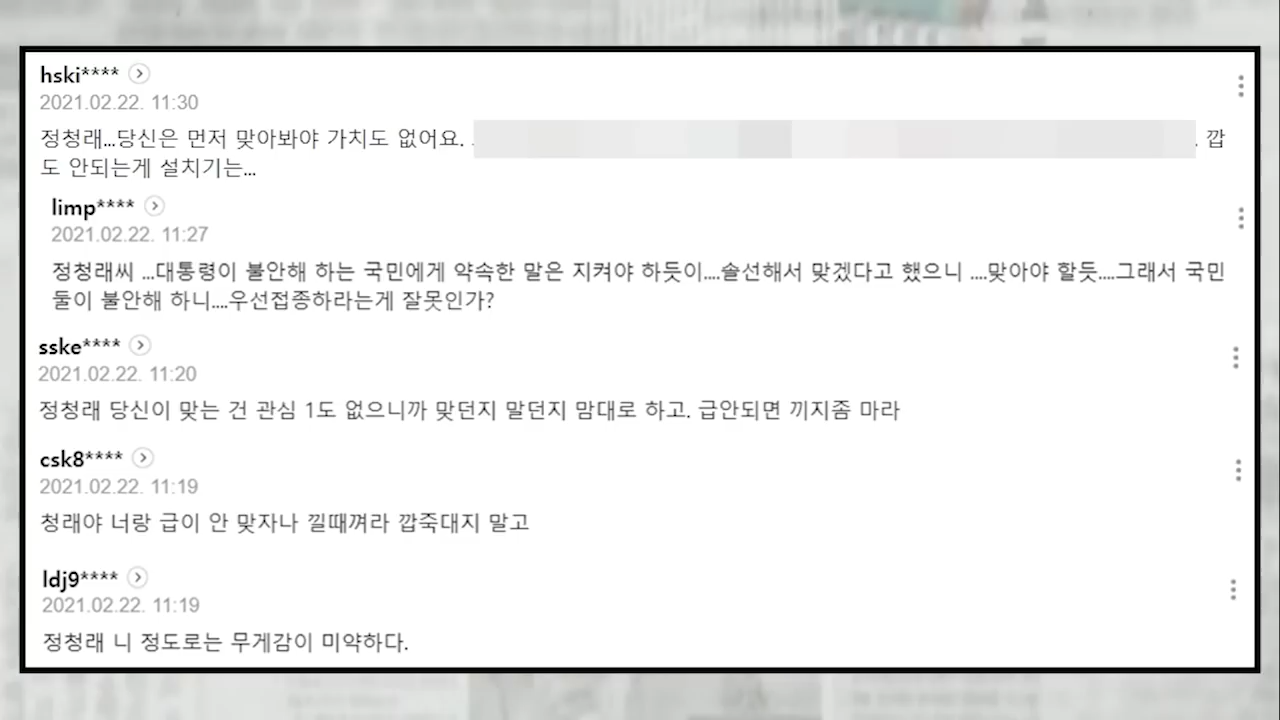 hski****
2021.02.22. 11:30
정청래...당신은 먼저 맞아봐야 가치도 없어요. . 깝
도 안되는게 설치기는...
limp****
2021.02.22. 11:27
정청래씨 ...대통령이 불안해 하는 국민에게 약속한 말은 지켜야 하듯이....솔선해서 맞겠다고 했으니 ....맞아야 할듯....그래서 국민
둘이 불안해 하니....우선접종하라는게 잘못인가?
sske****
2021.02.22. 11:20
정청래 당신이 맞는 건 관심 1도 없으니까 맞던지 말던지 맘대로 하고. 급안되면 끼지좀 마라
csk8****
2021.02.22. 11:19
청래야 너랑 급이 안 맞자나 낄때껴라 깝죽대지 말고
ldj9****
2021.02.22. 11:19
정청래 니 정도로는 무게감이 미약하다.